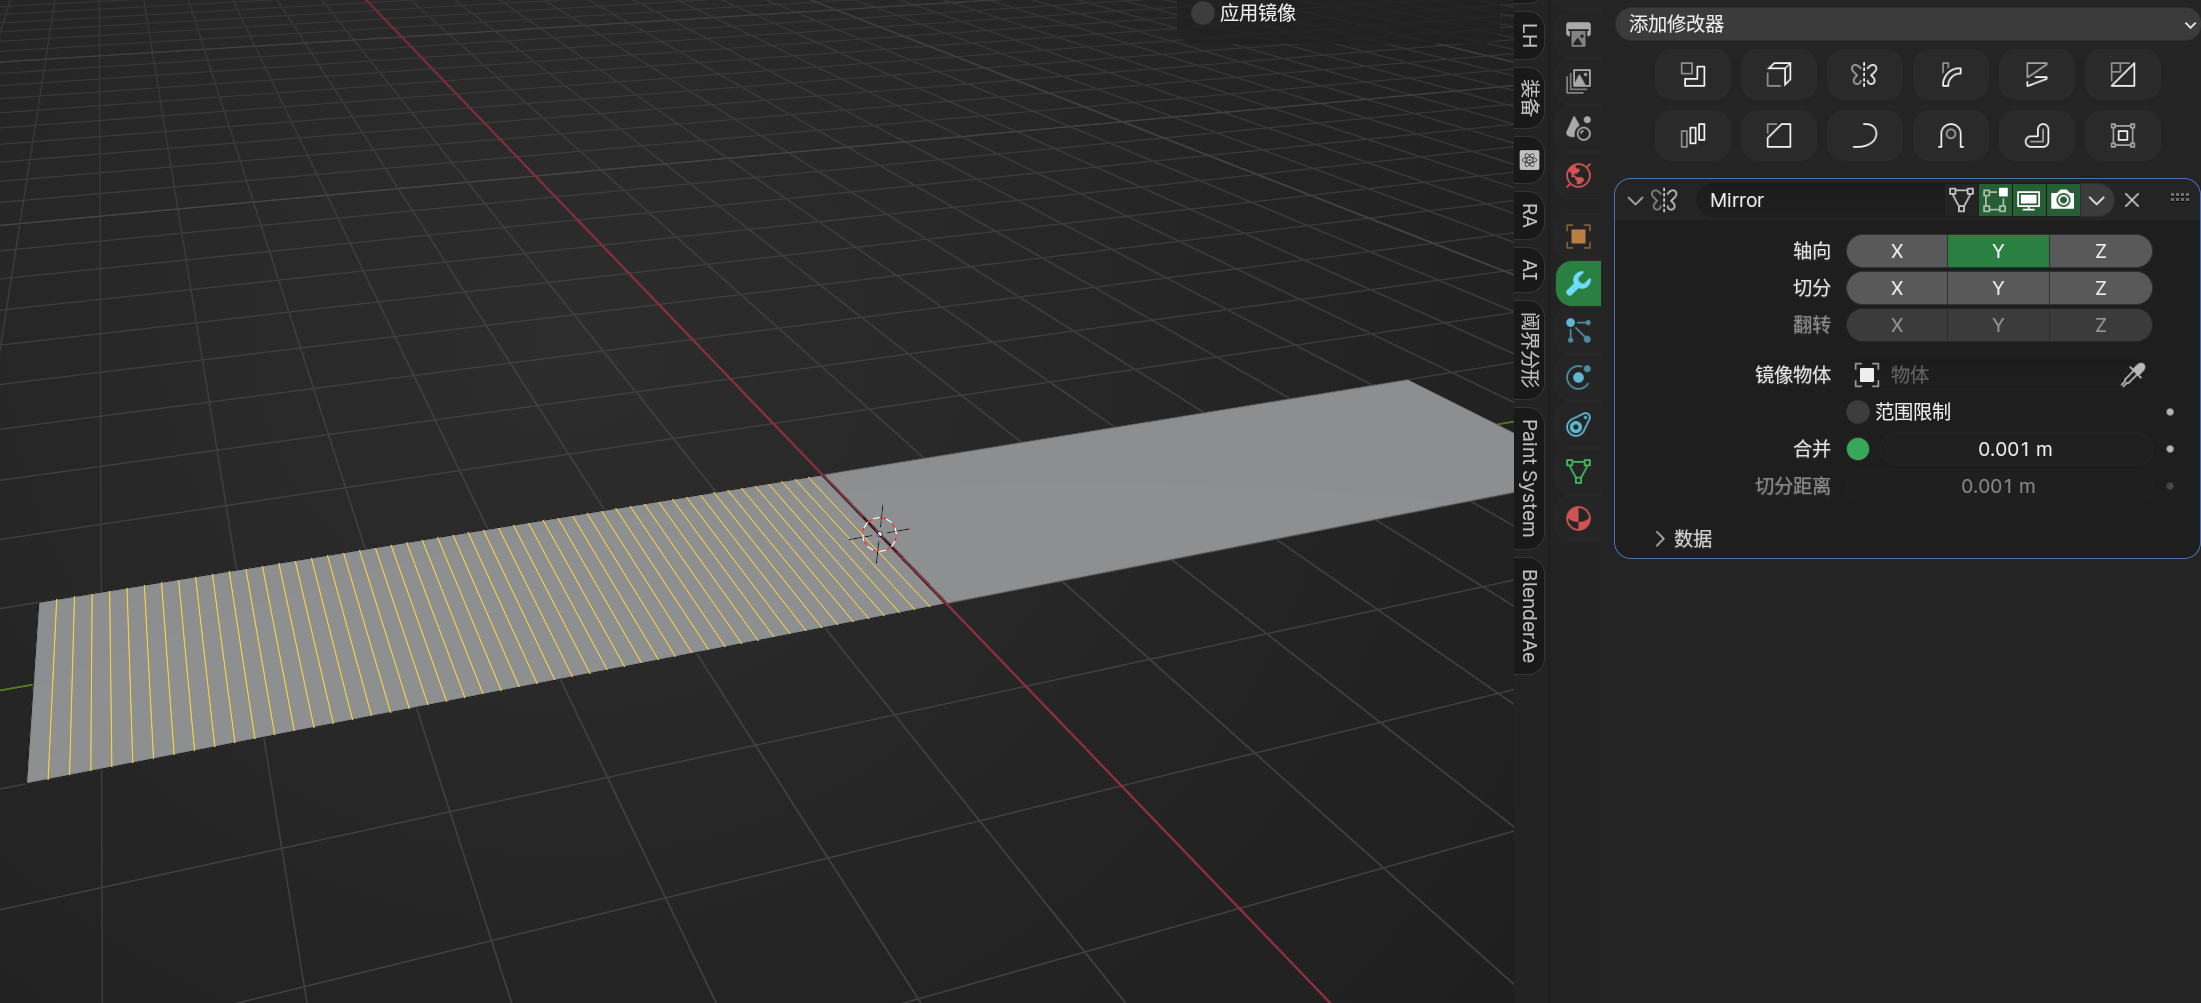 应用镜像
LH
装备
RA
AI
阈界分形
Paint System
BlenderAe
添加修改器
Mirror
轴向 X Y Z
切分 X Y Z
翻转 X Y Z
镜像物体 物体
范围限制
合并 0.001 m
切分距离 0.001 m
数据